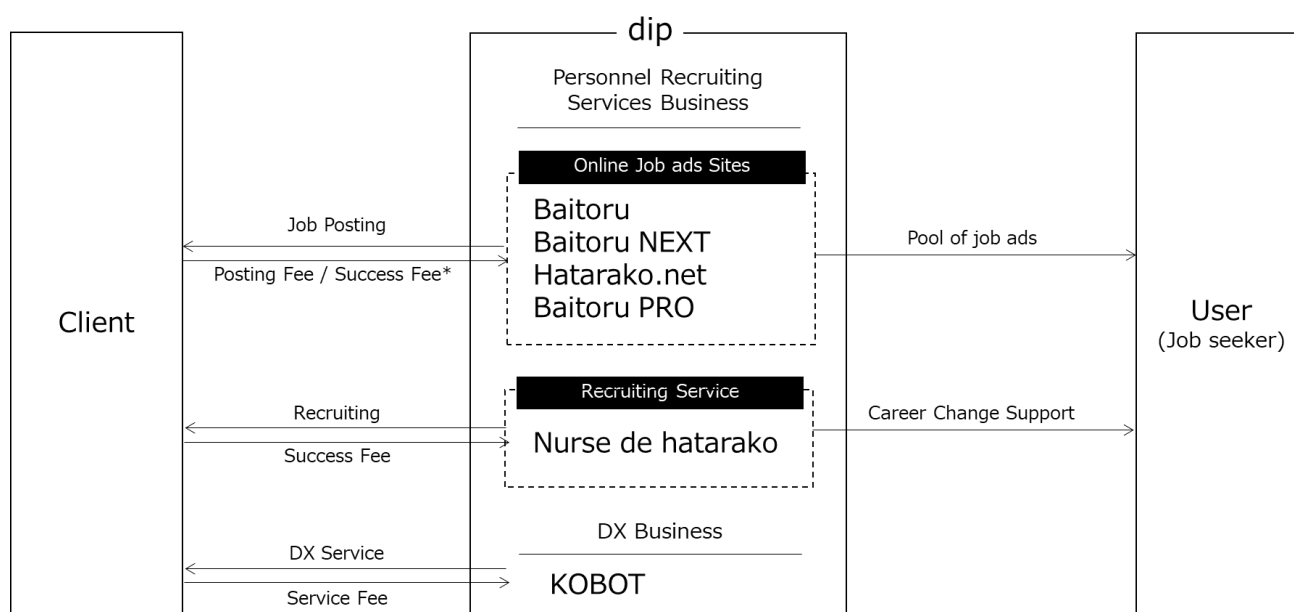 dip
Personnel Recruiting
Services Business
Online Job ads Sites
Baitoru
Baitoru NEXT
Hatarako.net
Baitoru PRO
Job Posting
Posting Fee / Success Fee*
Pool of job ads
Client
User
(Job seeker)
Recruiting Service
Nurse de hatarako
Recruiting
Success Fee
Career Change Support
DX Business
KOBOT
DX Service
Service Fee